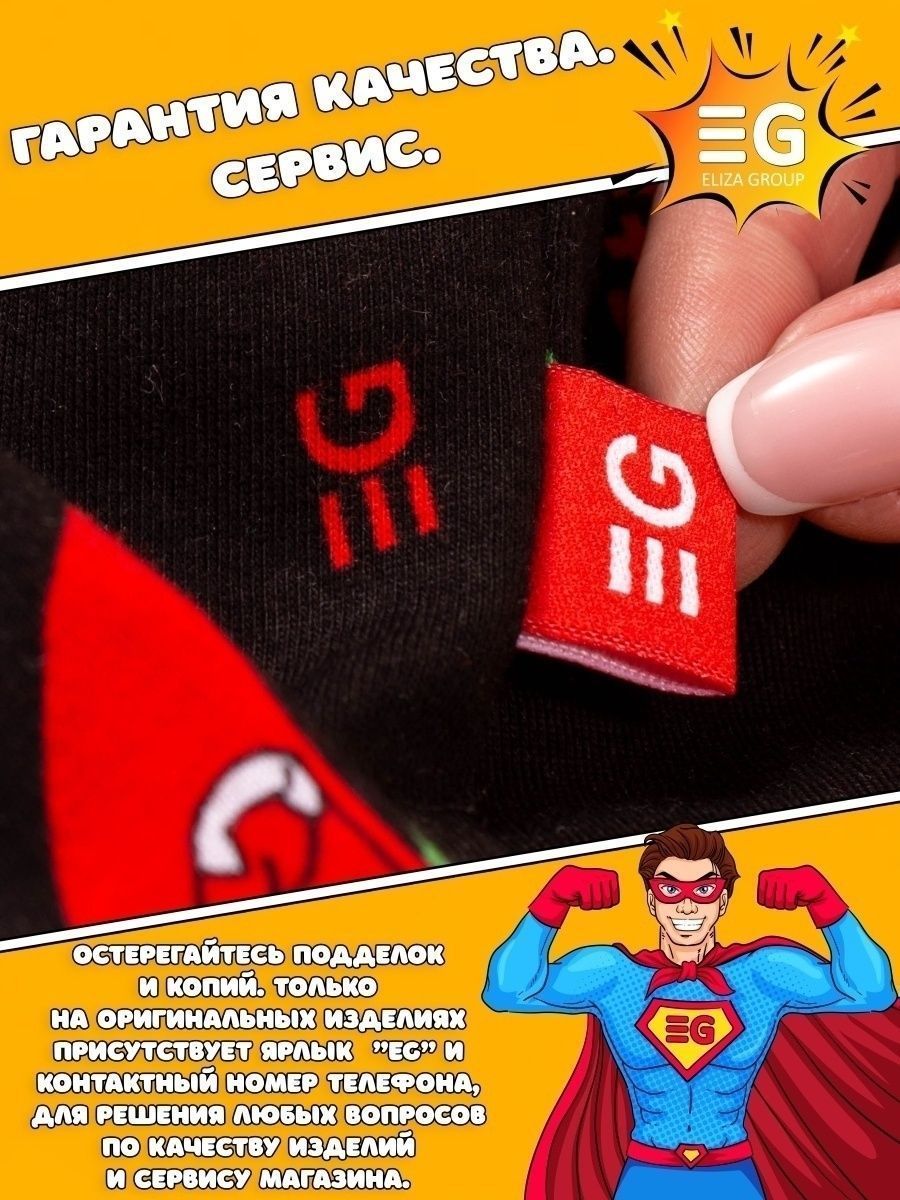 ГАРАНТИЯ КАЧЕСТВА.
СЕРВИС.
EG
ELIZA GROUP
EG
EG
ОСТЕРЕГАЙТЕСЬ ПОДДЕЛОК
И КОПИЙ. ТОЛЬКО
НА ОРИГИНАЛЬНЫХ ИЗДЕЛИЯХ
ПРИСУТСТВУЕТ ЯРЛЫК "EG" И
КОНТАКТНЫЙ НОМЕР ТЕЛЕФОНА,
ДЛЯ РЕШЕНИЯ ЛЮБЫХ ВОПРОСОВ
ПО КАЧЕСТВУ ИЗДЕЛИЙ
И СЕРВИСУ МАГАЗИНА.
EG